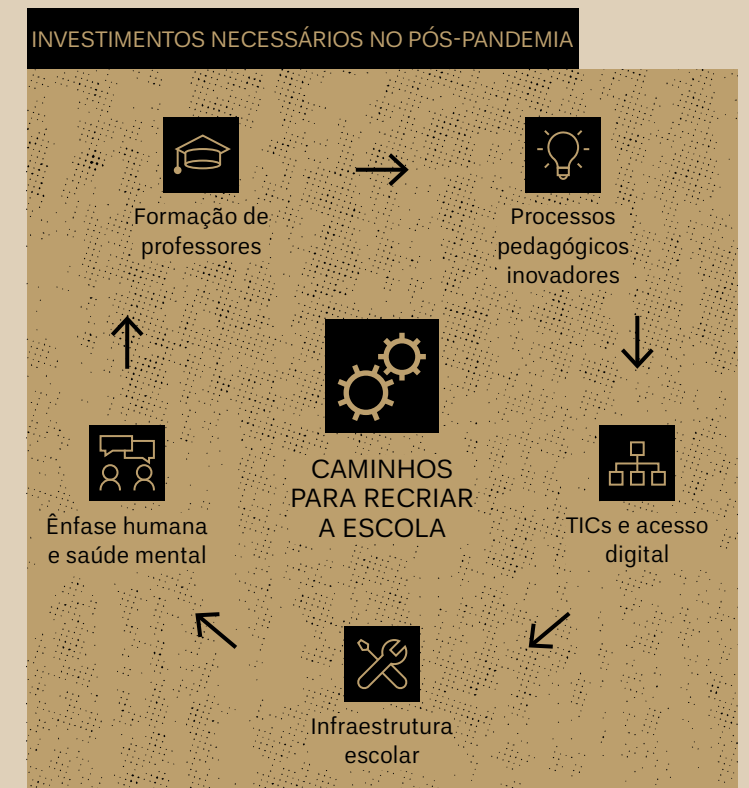 INVESTIMENTOS NECESSÁRIOS NO PÓS-PANDEMIA
Formação de
professores
Processos
pedagógicos
inovadores
CAMINHOS
PARA RECRIAR
A ESCOLA
Ênfase humana
e saúde mental
TICs e acesso
digital
Infraestrutura
escolar